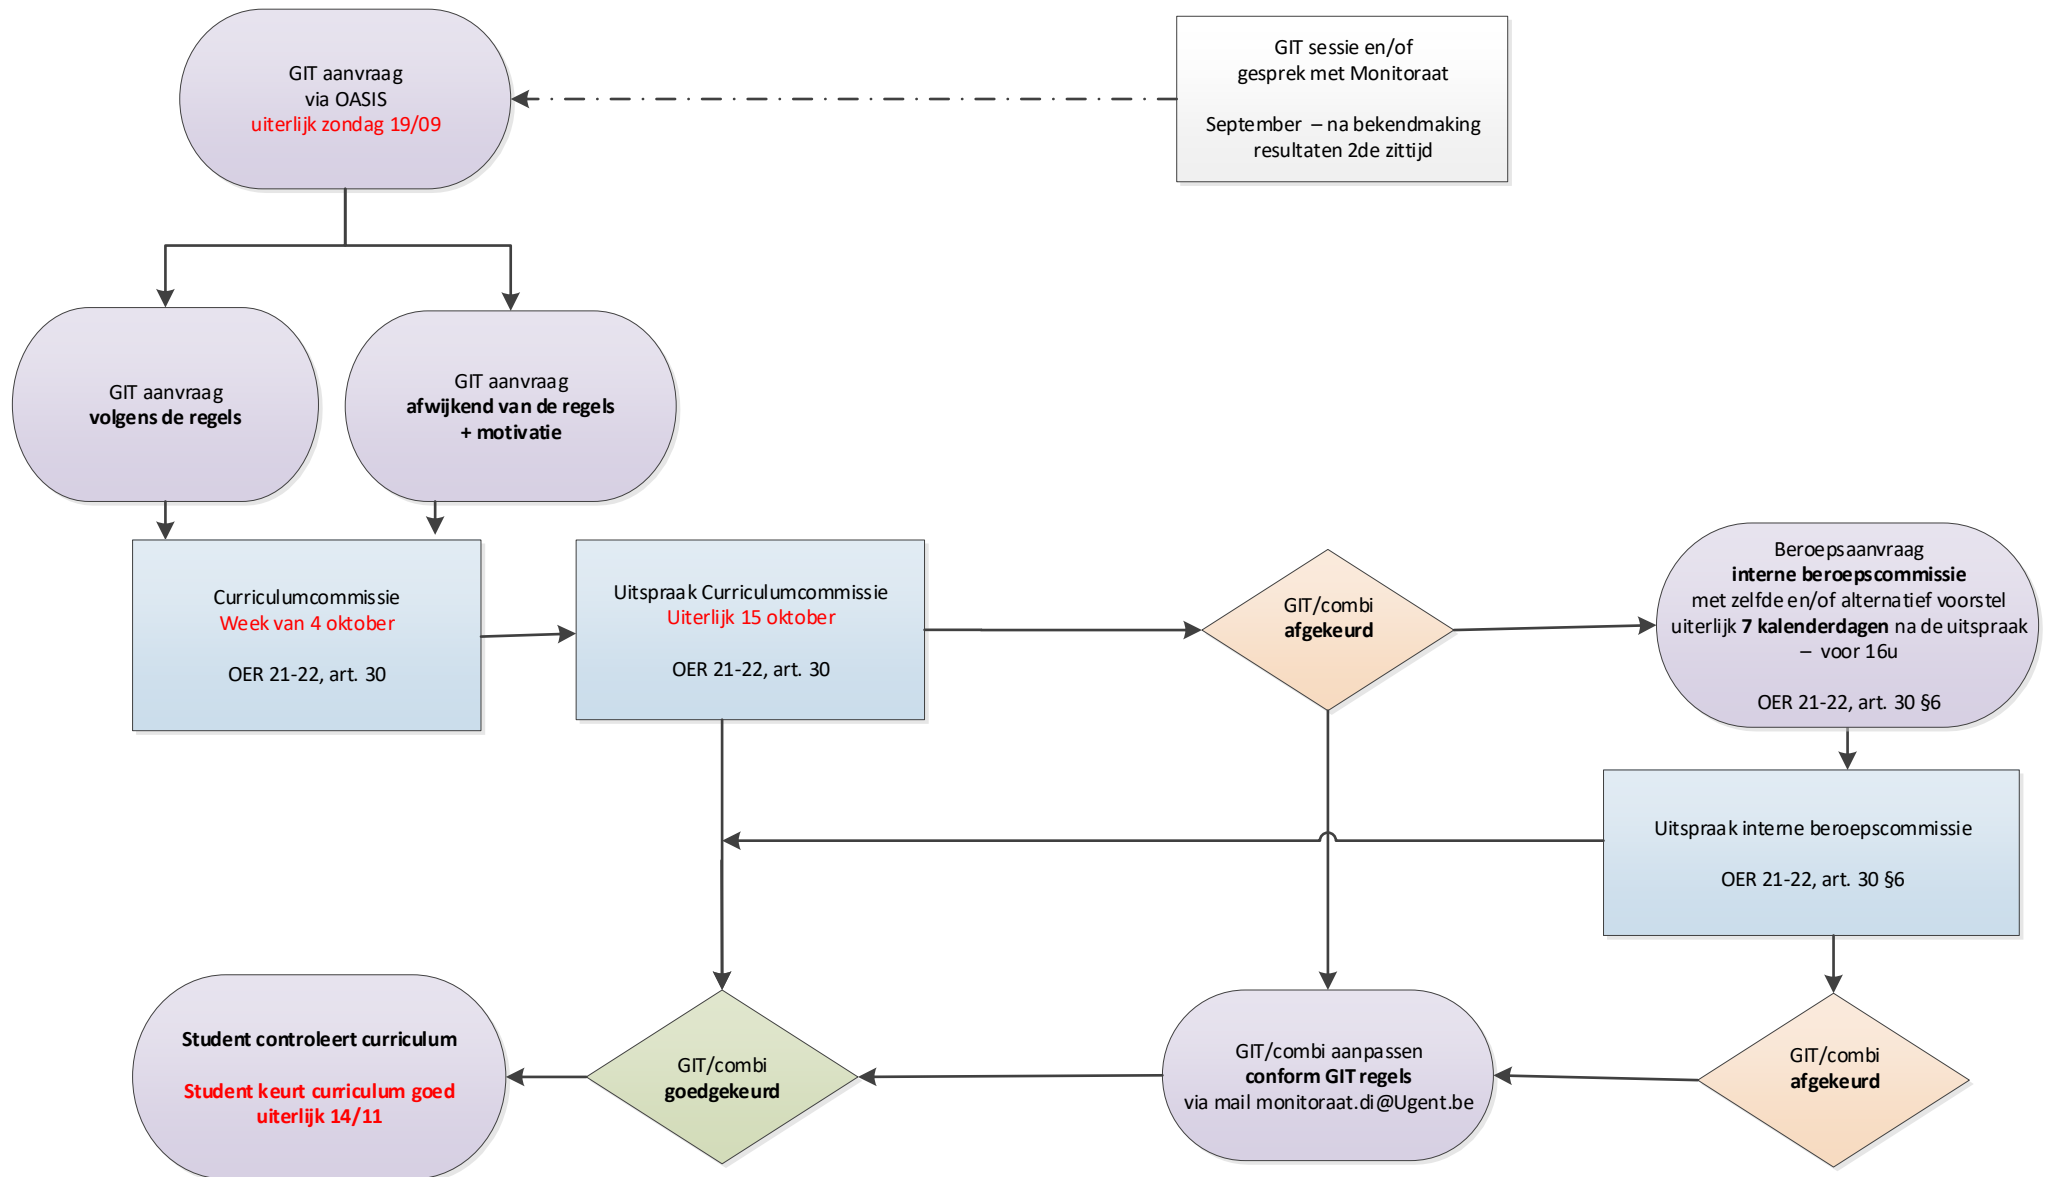 GIT aanvraag
via OASIS
uiterlijk zondag 19/09
GIT sessie en/of
gesprek met Monitoraat
September – na bekendmaking
resultaten 2de zittijd
GIT aanvraag
volgens de regels
GIT aanvraag
afwijkend van de regels
+ motivatie
Curriculumcommissie
Week van 4 oktober
OER 21-22, art. 30
Uitspraak Curriculumcommissie
Uiterlijk 15 oktober
OER 21-22, art. 30
GIT/combi
afgekeurd
Beroepsaanvraag
interne beroepscommissie
met zelfde en/of alternatief voorstel
uiterlijk 7 kalenderdagen na de uitspraak
– voor 16u
OER 21-22, art. 30 §6
Uitspraak interne beroepscommissie
OER 21-22, art. 30 §6
Student controleert curriculum
Student keurt curriculum goed
uiterlijk 14/11
GIT/combi
goedgekeurd
GIT/combi aanpassen
conform GIT regels
via mail monitoraat.di@Ugent.be
GIT/combi
afgekeurd